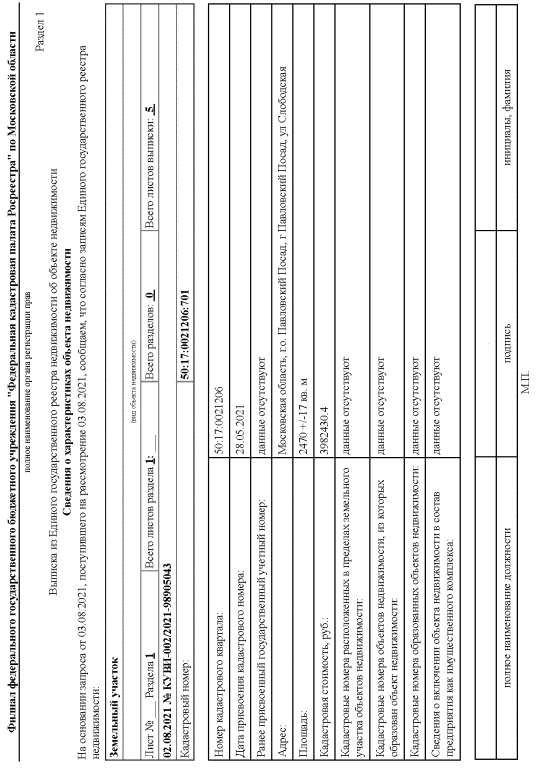 Филиал федерального государственного бюджетного учреждения "Федеральная кадастровая палата Росреестра" по Московской области
полное наименование органа регистрации прав
Раздел 1
Выписка из Единого государственного реестра недвижимости об объекте недвижимости
Сведения о характеристиках объекта недвижимости
На основании запроса от 03.08.2021, поступившего на рассмотрение 03.08.2021, сообщаем, что согласно записям Единого государственного реестра
недвижимости:
Земельный участок
(вид объекта недвижимости)
Лист № Раздела 1 Всего листов раздела 1: Всего разделов: 0 Всего листов выписки: 5
02.08.2021 № КУВИ-002/2021-98905043
Кадастровый номер: 50:17:0021206:701
Номер кадастрового квартала: 50:17:0021206
Дата присвоения кадастрового номера: 28.05.2021
Ранее присвоенный государственный учетный номер: данные отсутствуют
Адрес: Московская область, г.о. Павловский Посад, г Павловский Посад, ул Слободская
Площадь: 2470 +/-17 кв. м
Кадастровая стоимость, руб.: 3982430.4
Кадастровые номера расположенных в пределах земельного участка объектов недвижимости: данные отсутствуют
Кадастровые номера объектов недвижимости, из которых образован объект недвижимости: данные отсутствуют
Кадастровые номера образованных объектов недвижимости: данные отсутствуют
Сведения о включении объекта недвижимости в состав предприятия как имущественного комплекса: данные отсутствуют
полное наименование должности подпись инициалы, фамилия
М.П.